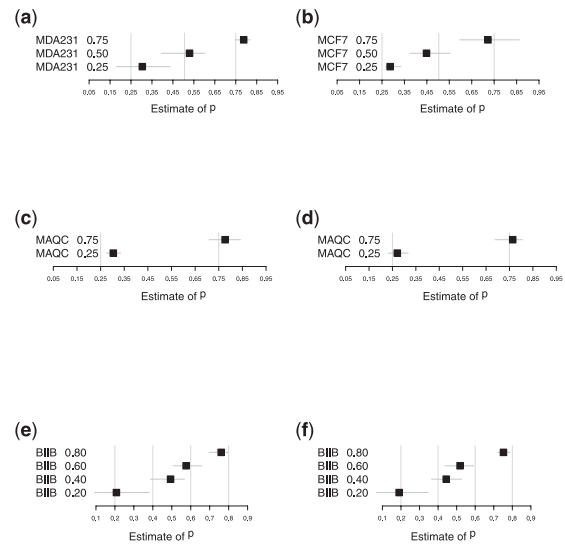 (a)
MDA231 0.75
MDA231 0.50
MDA231 0.25
0.05 0.15 0.25 0.35 0.45 0.55 0.65 0.75 0.85 0.95
Estimate of p
(b)
MCF7 0.75
MCF7 0.50
MCF7 0.25
0.05 0.15 0.25 0.35 0.45 0.55 0.65 0.75 0.85 0.95
Estimate of p
(c)
MAQC 0.75
MAQC 0.25
0.05 0.15 0.25 0.35 0.45 0.55 0.65 0.75 0.85 0.95
Estimate of p
(d)
MAQC 0.75
MAQC 0.25
0.05 0.15 0.25 0.35 0.45 0.55 0.65 0.75 0.85 0.95
Estimate of p
(e)
BIIB 0.80
BIIB 0.60
BIIB 0.40
BIIB 0.20
0.1 0.2 0.3 0.4 0.5 0.6 0.7 0.8 0.9
Estimate of p
(f)
BIIB 0.80
BIIB 0.60
BIIB 0.40
BIIB 0.20
0.1 0.2 0.3 0.4 0.5 0.6 0.7 0.8 0.9
Estimate of p